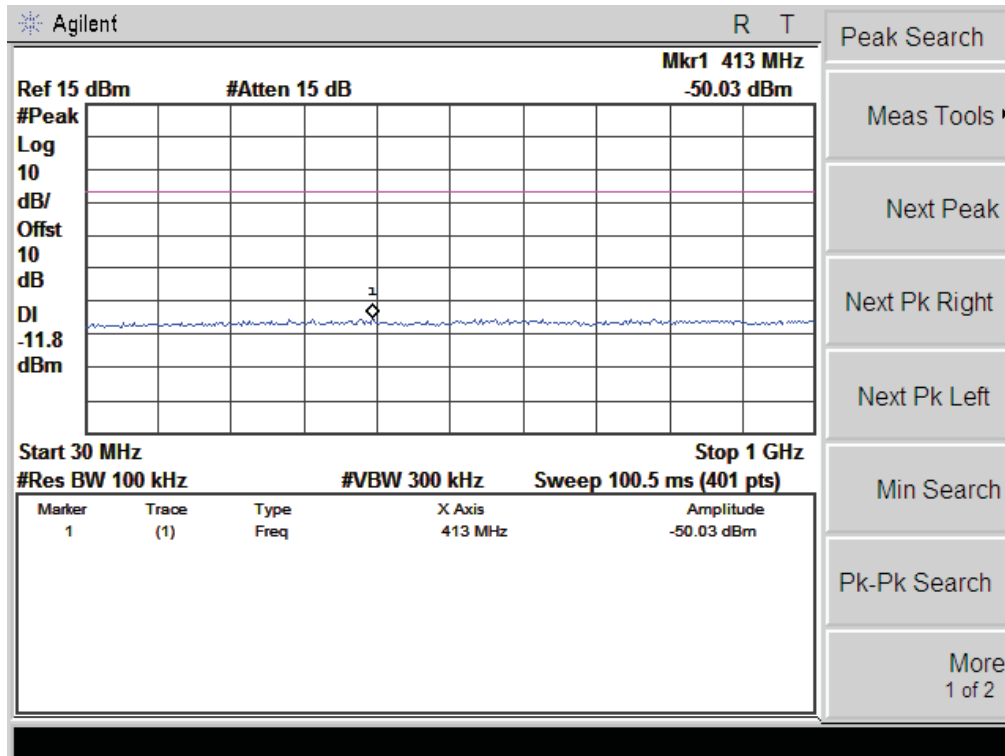 Agilent R T
Mkr1 413 MHz
Ref 15 dBm #Atten 15 dB -50.03 dBm
#Peak
Log
10
dB/
Offst
10
dB
DI
-11.8
dBm
1
Start 30 MHz Stop 1 GHz
#Res BW 100 kHz #VBW 300 kHz Sweep 100.5 ms (401 pts)
Marker Trace Type X Axis Amplitude
1 (1) Freq 413 MHz -50.03 dBm
Peak Search
Meas Tools
Next Peak
Next Pk Right
Next Pk Left
Min Search
Pk-Pk Search
More
1 of 2